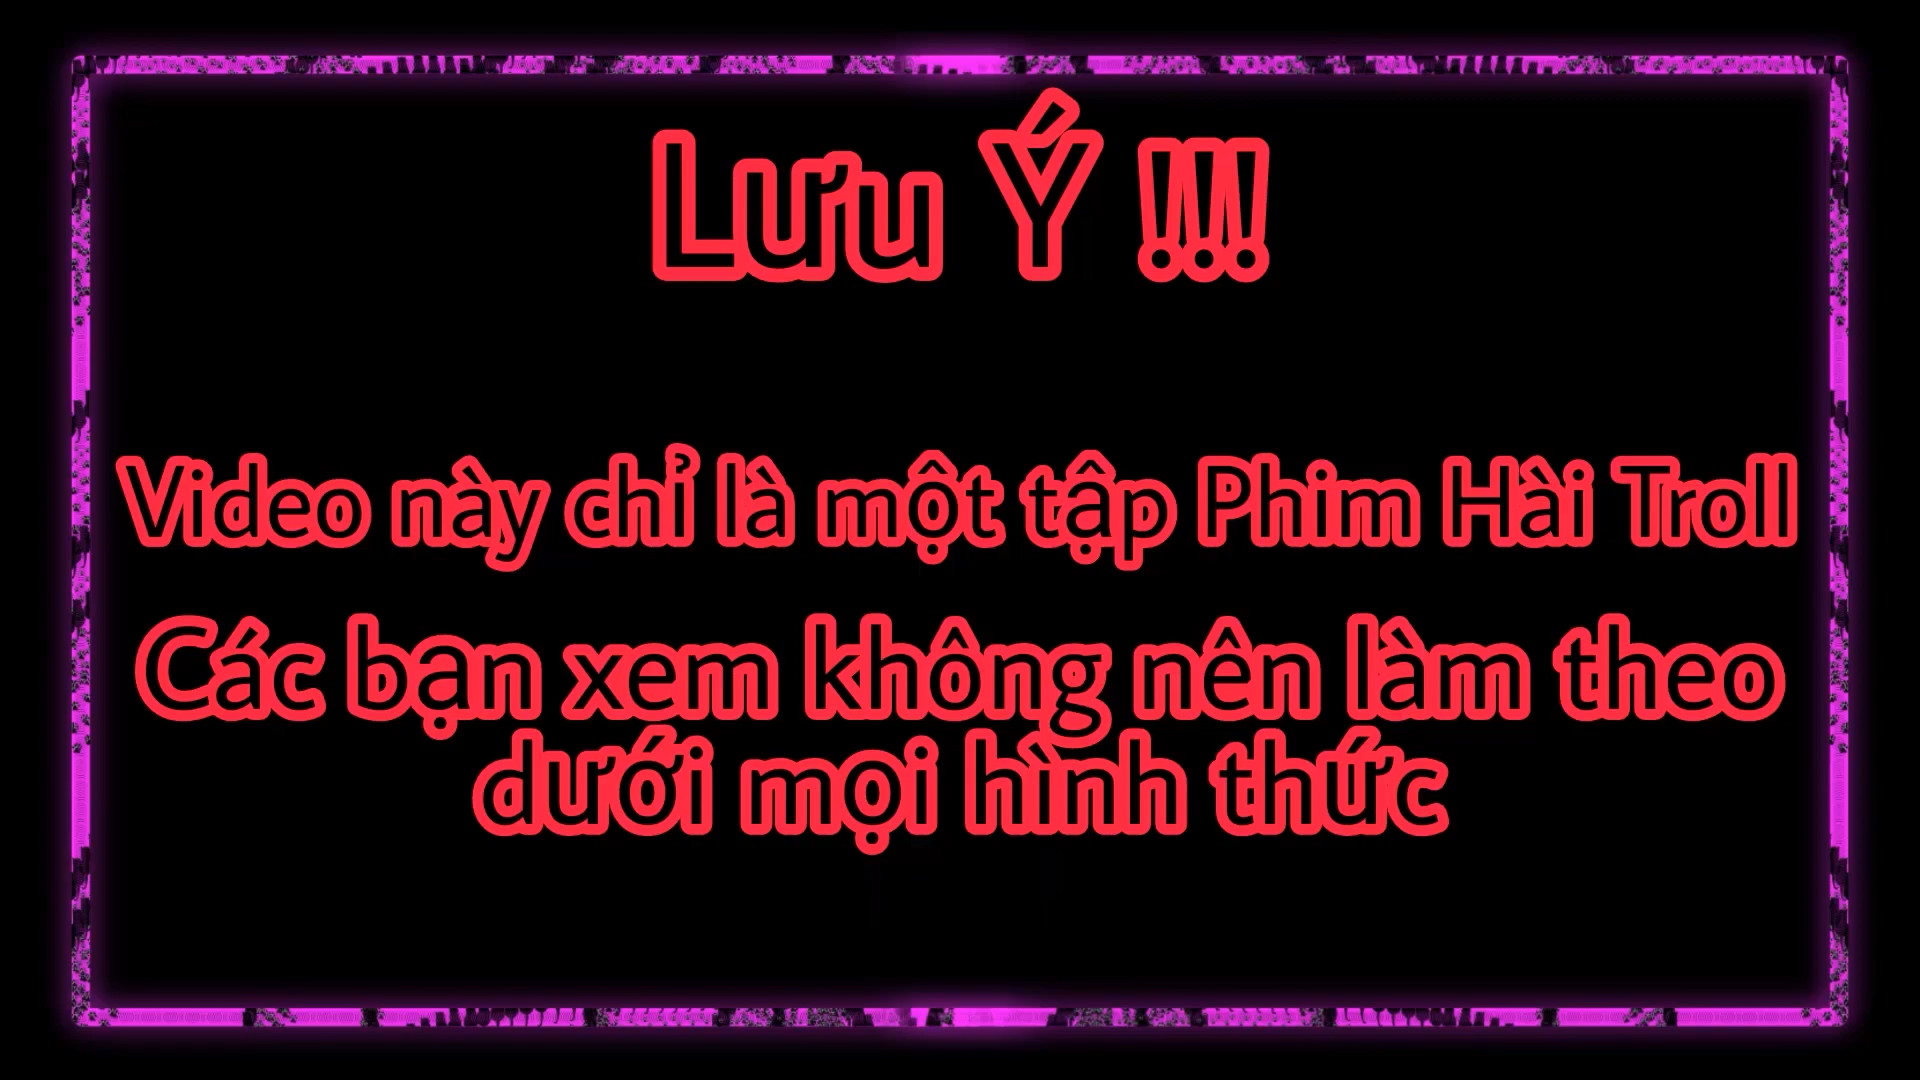 Lưu Ý !!!
Video này chỉ là một tập Phim Hài Troll
Các bạn xem không nên làm theo
dưới mọi hình thức